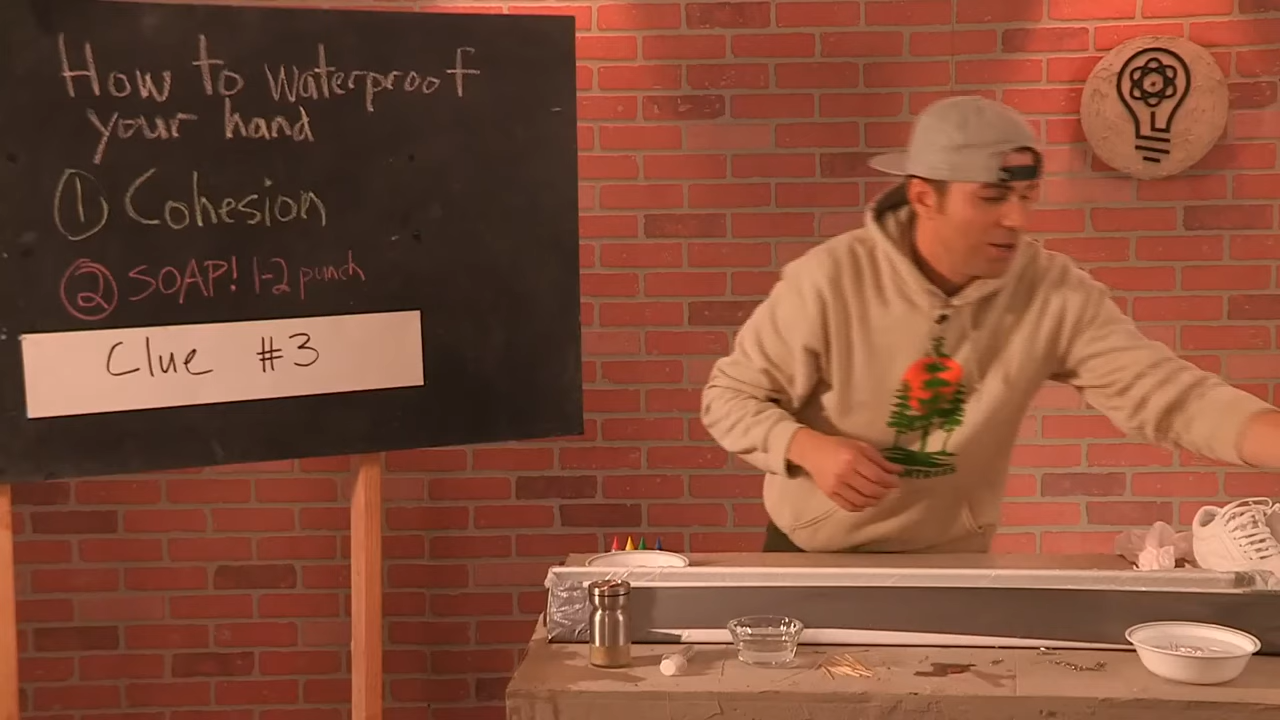 How to waterproof
your hand
① Cohesion
② SOAP! 1-2 punch
Clue #3